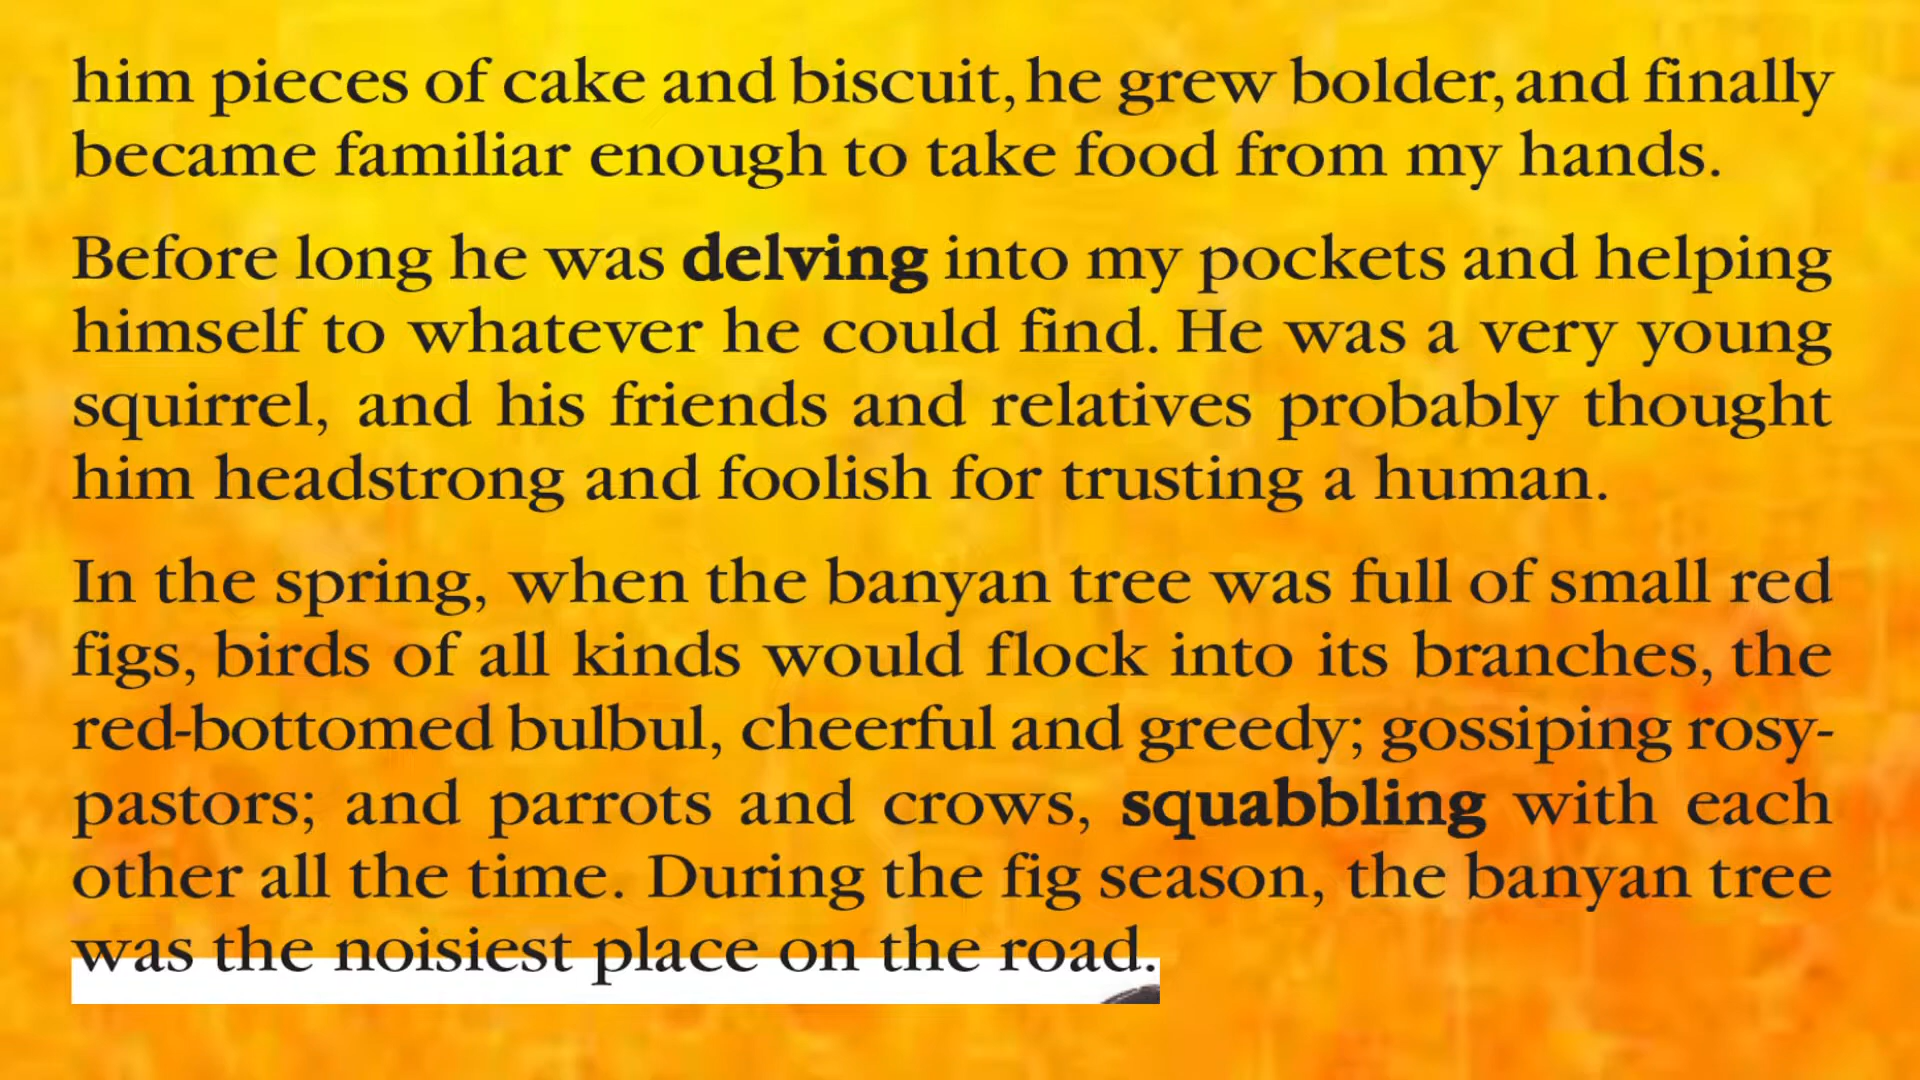 him pieces of cake and biscuit, he grew bolder, and finally
became familiar enough to take food from my hands.
Before long he was delving into my pockets and helping
himself to whatever he could find. He was a very young
squirrel, and his friends and relatives probably thought
him headstrong and foolish for trusting a human.
In the spring, when the banyan tree was full of small red
figs, birds of all kinds would flock into its branches, the
red-bottomed bulbul, cheerful and greedy; gossiping rosy-
pastors; and parrots and crows, squabbling with each
other all the time. During the fig season, the banyan tree
was the noisiest place on the road.